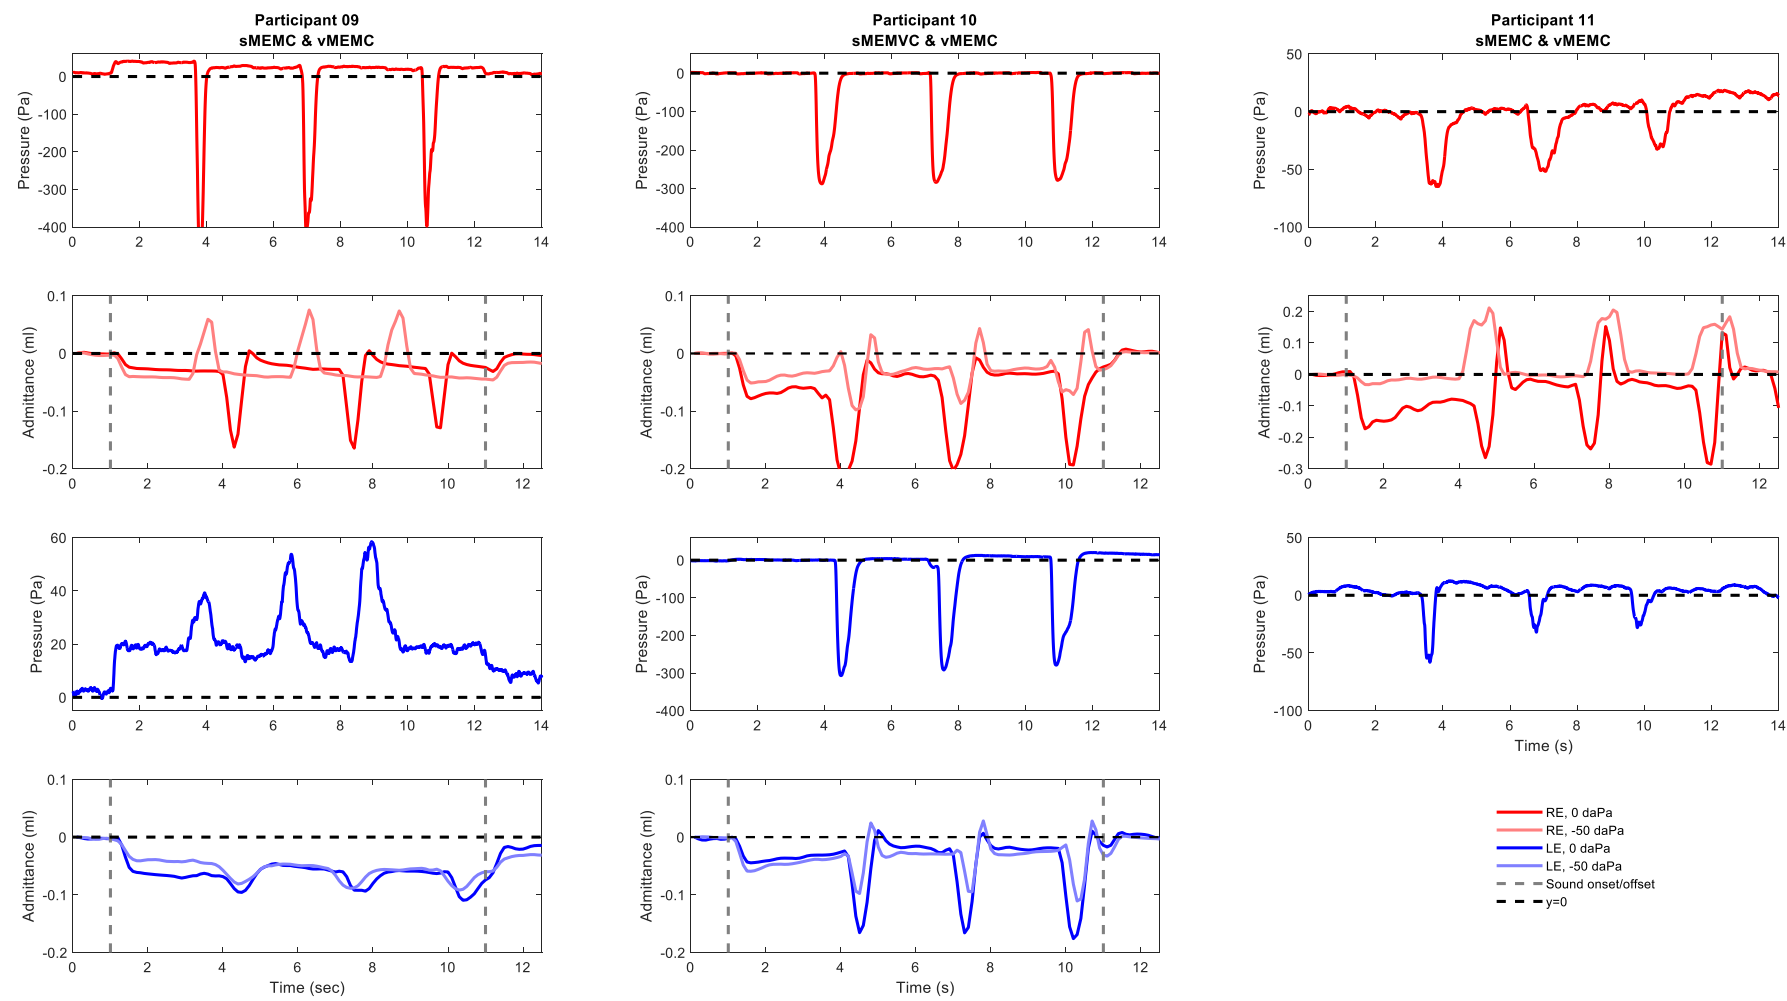 Participant 09
sMEMC & vMEMC
Participant 10
sMEMVC & vMEMC
Participant 11
sMEMC & vMEMC
Pressure (Pa)
0
-100
-200
-300
-400
0 2 4 6 8 10 12 14
Pressure (Pa)
0
-100
-200
-300
-400
0 2 4 6 8 10 12 14
Pressure (Pa)
50
0
-50
-100
0 2 4 6 8 10 12 14
Admittance (ml)
0.1
0
-0.1
-0.2
0 2 4 6 8 10 12
Admittance (ml)
0.1
0
-0.1
-0.2
0 2 4 6 8 10 12
Admittance (ml)
0.2
0.1
0
-0.1
-0.2
-0.3
0 2 4 6 8 10 12
Pressure (Pa)
60
40
20
0
0 2 4 6 8 10 12 14
Pressure (Pa)
0
-100
-200
-300
-400
0 2 4 6 8 10 12 14
Pressure (Pa)
50
0
-50
-100
0 2 4 6 8 10 12 14
Time (s)
Admittance (ml)
0.1
0
-0.1
-0.2
0 2 4 6 8 10 12
Time (sec)
Admittance (ml)
0.1
0
-0.1
-0.2
0 2 4 6 8 10 12
Time (s)
RE, 0 daPa
RE, -50 daPa
LE, 0 daPa
LE, -50 daPa
Sound onset/offset
y=0